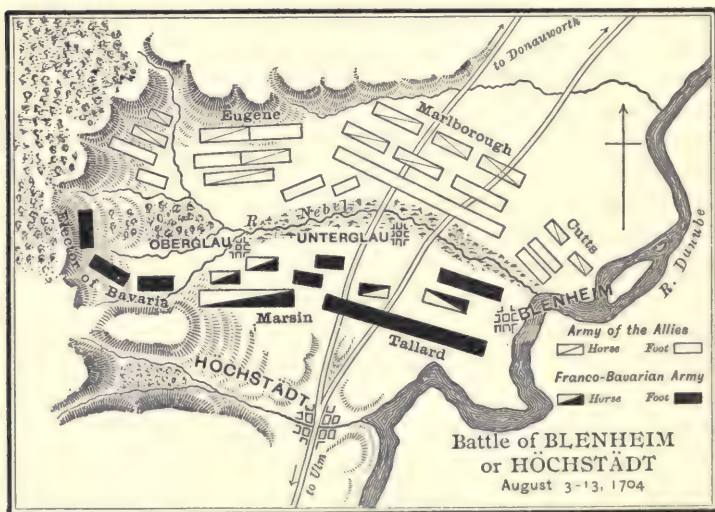 to Donauworth
Eugene
Marlborough
R. Nebel
OBERGLAU
UNTERGLAU
Cutts
R. Danube
Elector of Bavaria
BLENHEIM
Marsin
Tallard
HÖCHSTÄDT
to Ulm
Army of the Allies
Horse Foot
Franco-Bavarian Army
Horse Foot
Battle of BLENHEIM
or HÖCHSTÄDT
August 3-13, 1704